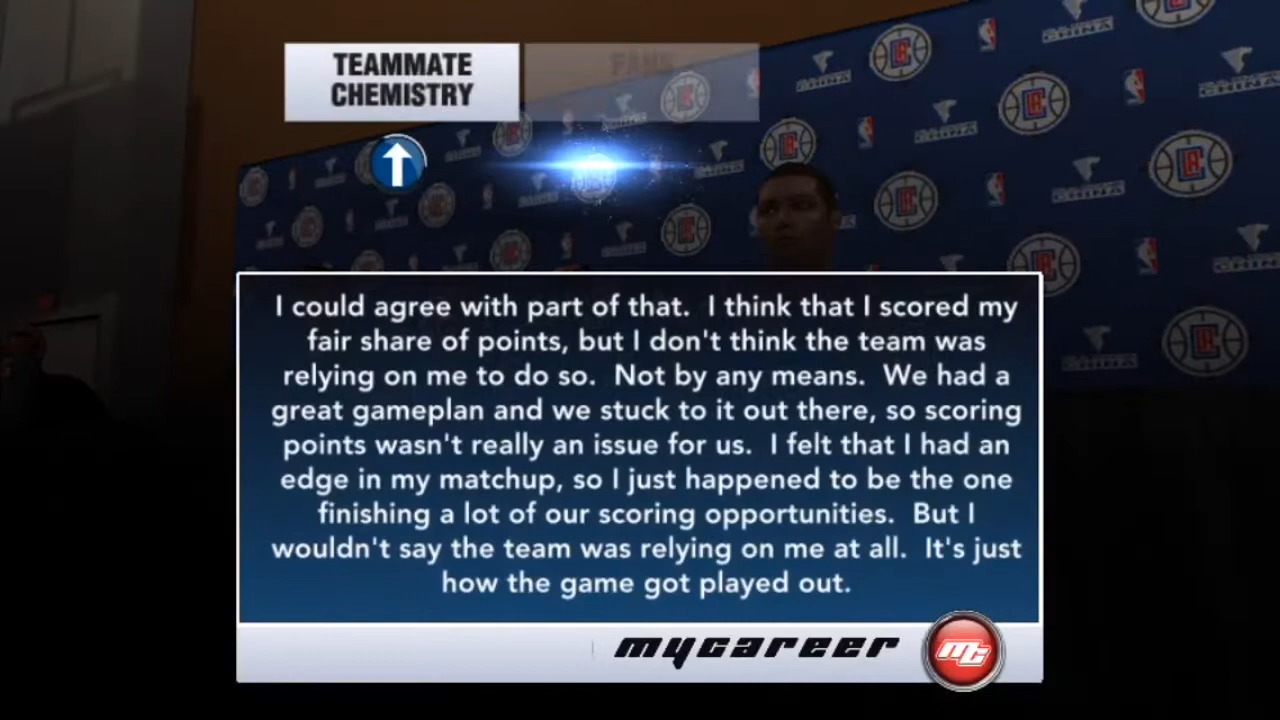 TEAMMATE
CHEMISTRY
FANS
I could agree with part of that. I think that I scored my
fair share of points, but I don't think the team was
relying on me to do so. Not by any means. We had a
great gameplan and we stuck to it out there, so scoring
points wasn't really an issue for us. I felt that I had an
edge in my matchup, so I just happened to be the one
finishing a lot of our scoring opportunities. But I
wouldn't say the team was relying on me at all. It's just
how the game got played out.
mycareer
MC